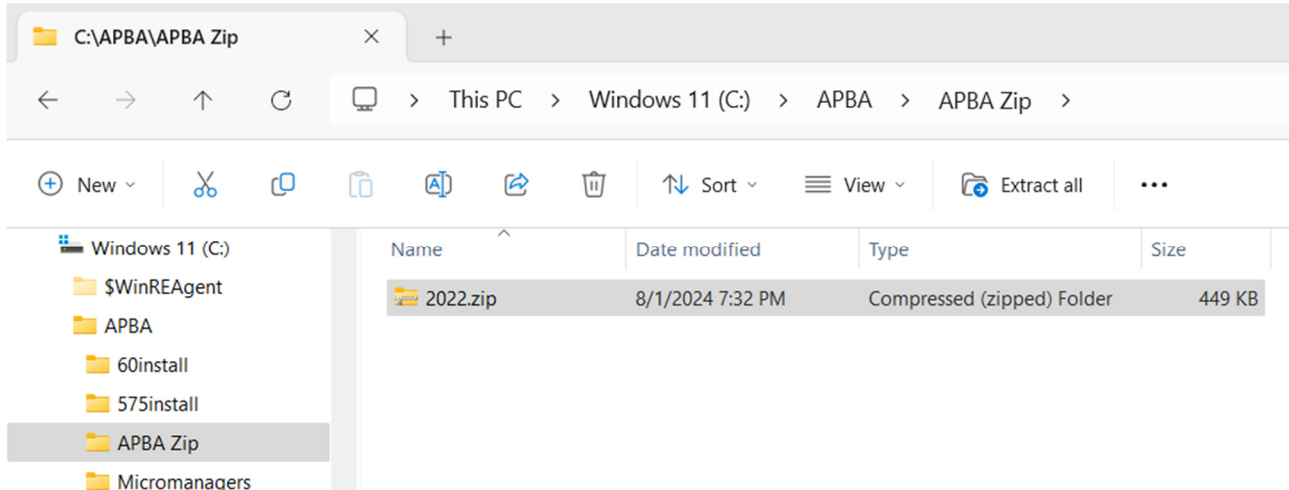 C:\APBA\APBA Zip
This PC > Windows 11 (C:) > APBA > APBA Zip >
New Sort View Extract all ...
Windows 11 (C:) Name Date modified Type Size
$WinREAgent
2022.zip 8/1/2024 7:32 PM Compressed (zipped) Folder 449 KB
APBA
60install
575install
APBA Zip
Micromanagers